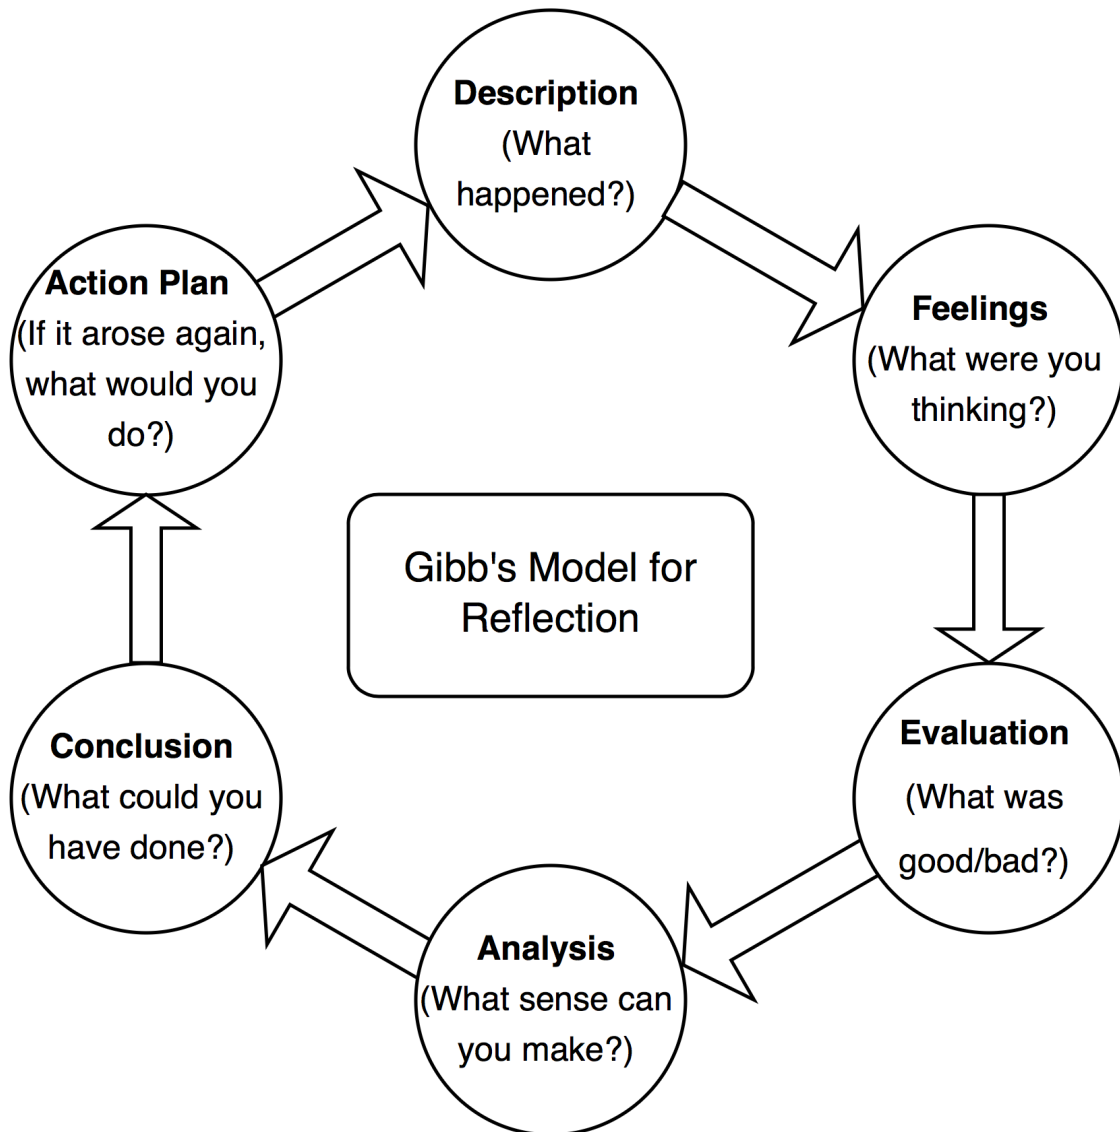 Description
(What
happened?)
Feelings
(What were you
thinking?)
Evaluation
(What was
good/bad?)
Analysis
(What sense can
you make?)
Conclusion
(What could you
have done?)
Action Plan
(If it arose again,
what would you
do?)
Gibb's Model for
Reflection